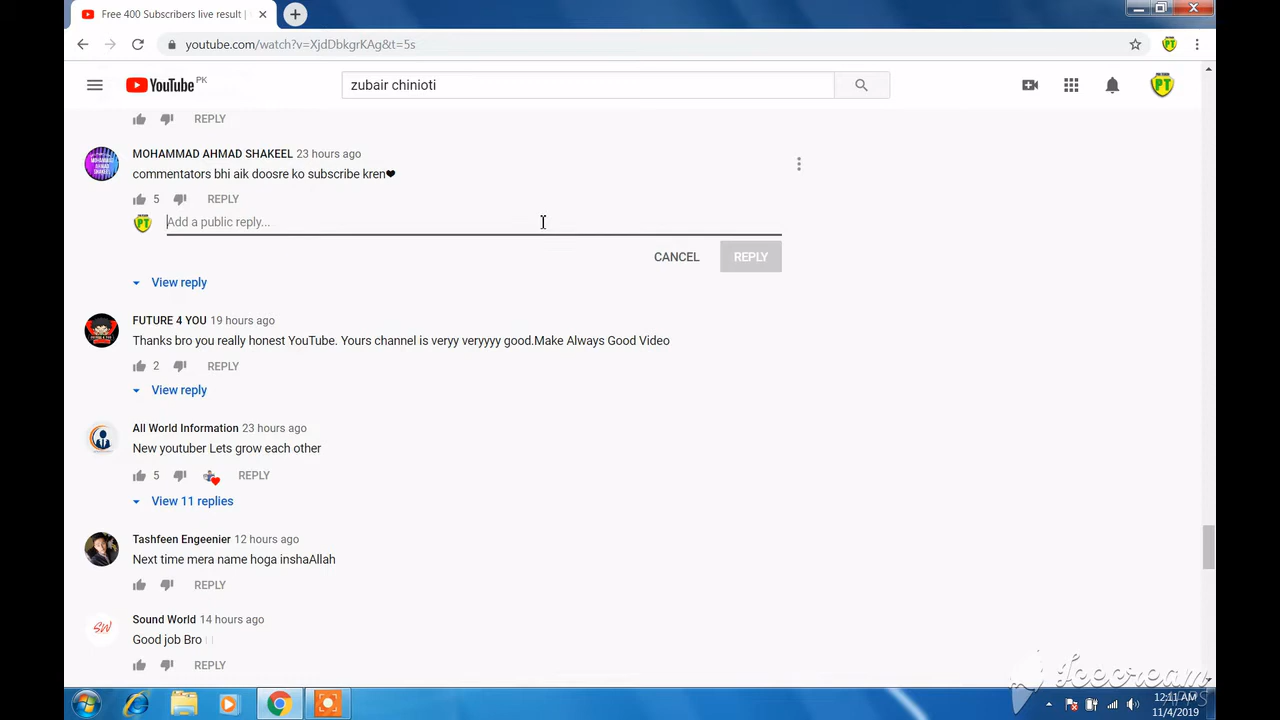 Free 400 Subscribers live result |
youtube.com/watch?v=XjdDbkgrKAg&t=5s
YouTube PK
zubair chinioti
PT
REPLY
MOHAMMAD AHMAD SHAKEEL 23 hours ago
commentators bhi aik doosre ko subscribe kren❤
5 REPLY
PT Add a public reply...
CANCEL REPLY
View reply
FUTURE 4 YOU 19 hours ago
Thanks bro you really honest YouTube. Yours channel is veryy veryyyy good.Make Always Good Video
2 REPLY
View reply
All World Information 23 hours ago
New youtuber Lets grow each other
5 REPLY
View 11 replies
Tashfeen Engeenier 12 hours ago
Next time mera name hoga inshaAllah
REPLY
SW
Sound World 14 hours ago
Good job Bro
REPLY
Icecream
APPS
12:11 AM
11/4/2019